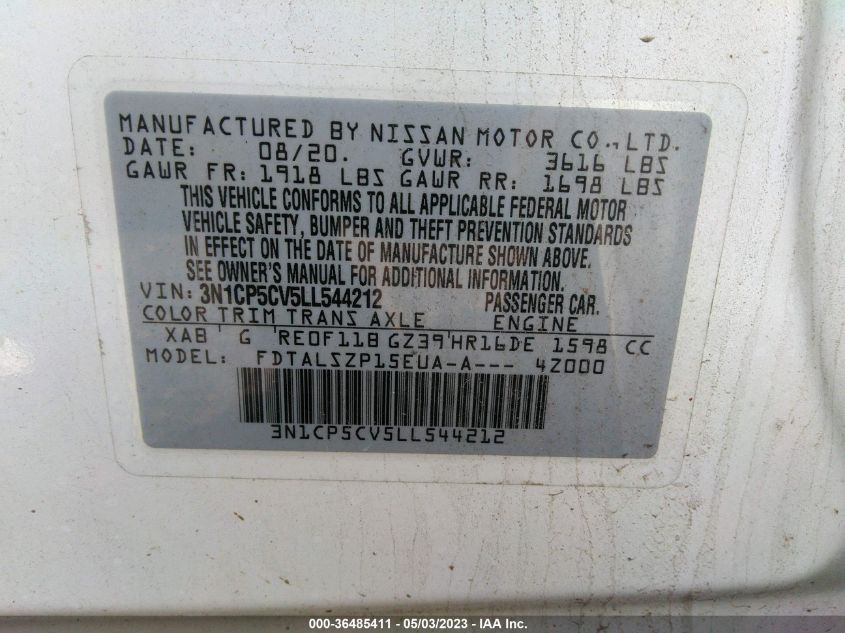 MANUFACTURED BY NISSAN MOTOR CO., LTD.
DATE: 08/20. GVWR: 3616 LBS
GAWR FR: 1918 LBS GAWR RR: 1698 LBS
THIS VEHICLE CONFORMS TO ALL APPLICABLE FEDERAL MOTOR
VEHICLE SAFETY, BUMPER AND THEFT PREVENTION STANDARDS
IN EFFECT ON THE DATE OF MANUFACTURE SHOWN ABOVE.
SEE OWNER'S MANUAL FOR ADDITIONAL INFORMATION.
VIN: 3N1CP5CV5LL544212 PASSENGER CAR.
COLOR TRIM TRANS AXLE ENGINE
XAB ' G 'RE0F11B GZ39'HR16DE 1598 CC
MODEL: FDTALSZP15EUA-A--- 4Z000
3N1CP5CV5LL544212
000-36485411 - 05/03/2023 - IAA Inc.